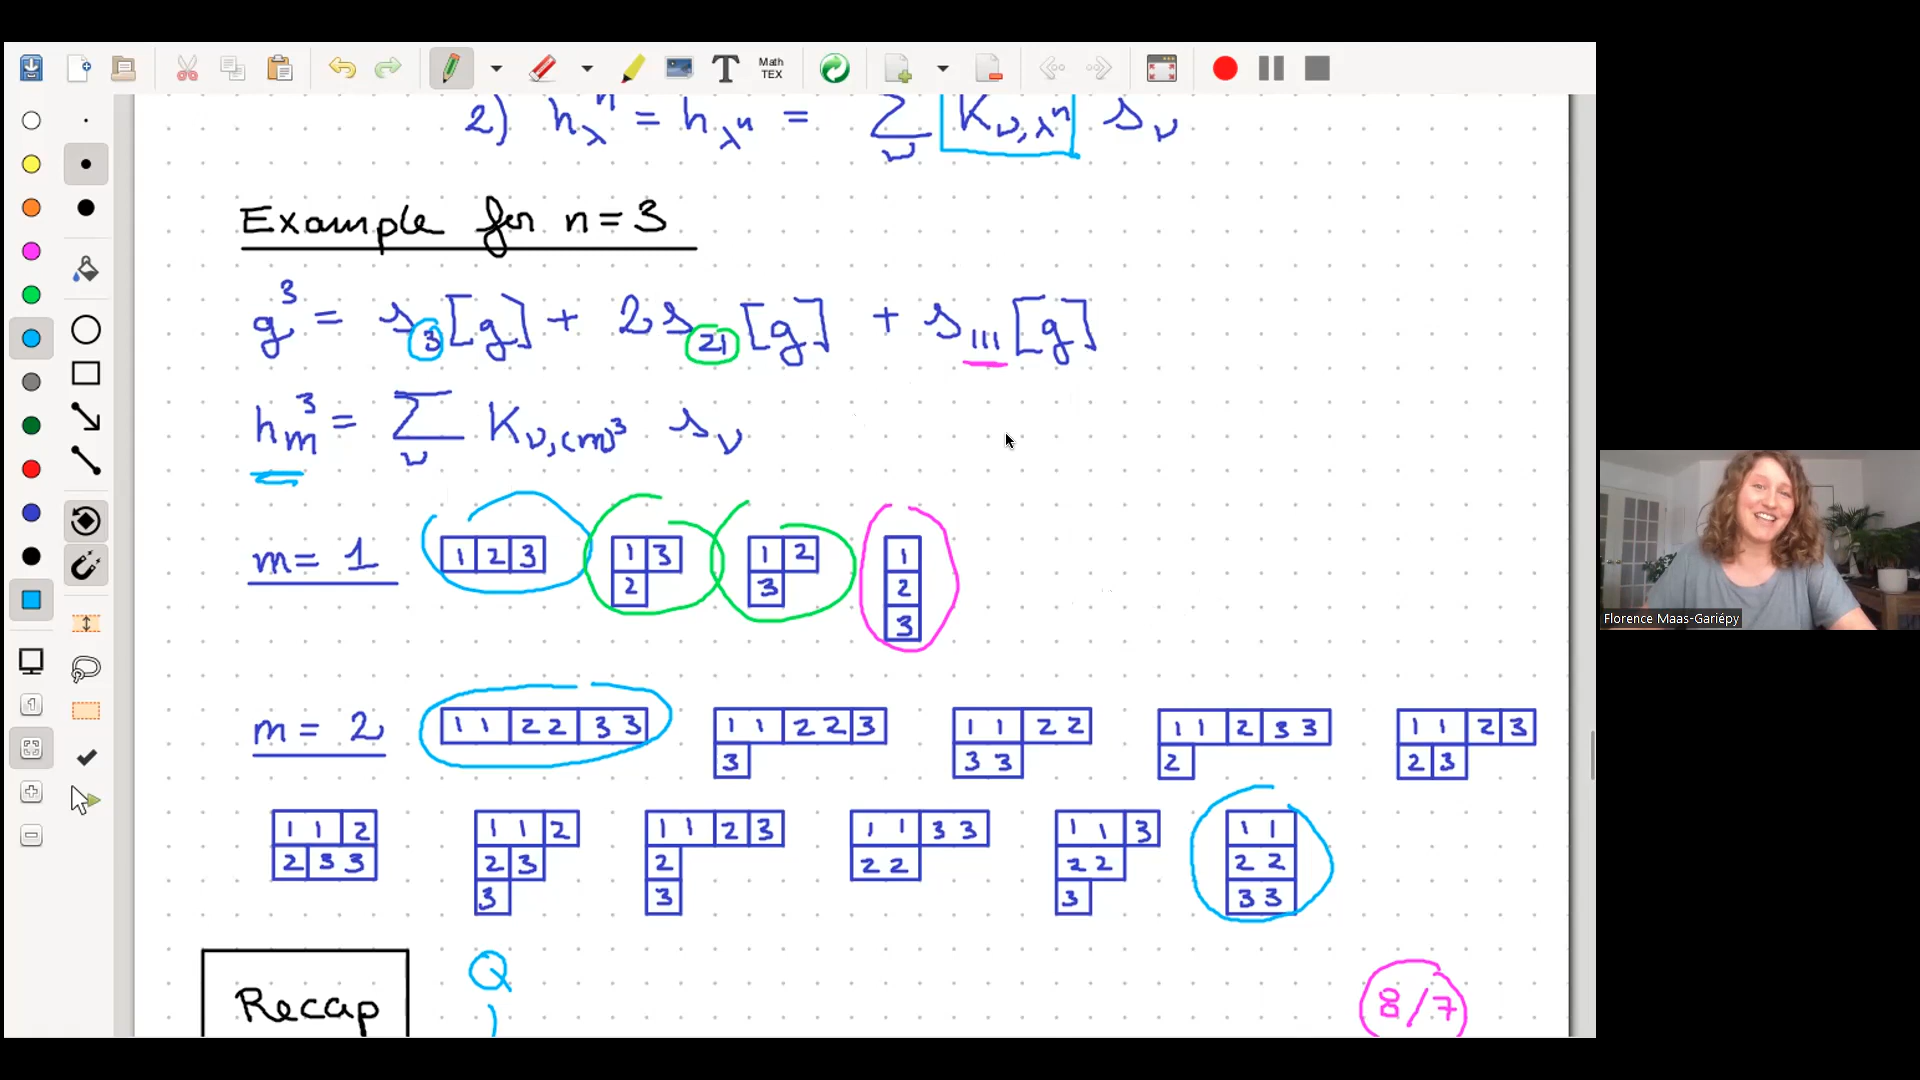 Math
TEX
2) h_λ^n = h_{λ^n} = Σ_ν K_{ν,λ^n} s_ν
Example for n=3
g^3 = s_3[g] + 2s_{21}[g] + s_{111}[g]
h_m^3 = Σ_ν K_{ν,(m)^3} s_ν
m= 1
1 2 3
1 3
2
1 2
3
1
2
3
m= 2
1 1 2 2 3 3
1 1 2 2 3
3
1 1 2 2
3 3
1 1 2 3 3
2
1 1 2 3
2 3
1 1 2
2 3 3
1 1 2
2 3
3
1 1 2 3
2
3
1 1 3 3
2 2
1 1 3
2 2
3
1 1
2 2
3 3
Recap
Q
8/7
1
Florence Maas-Gariépy